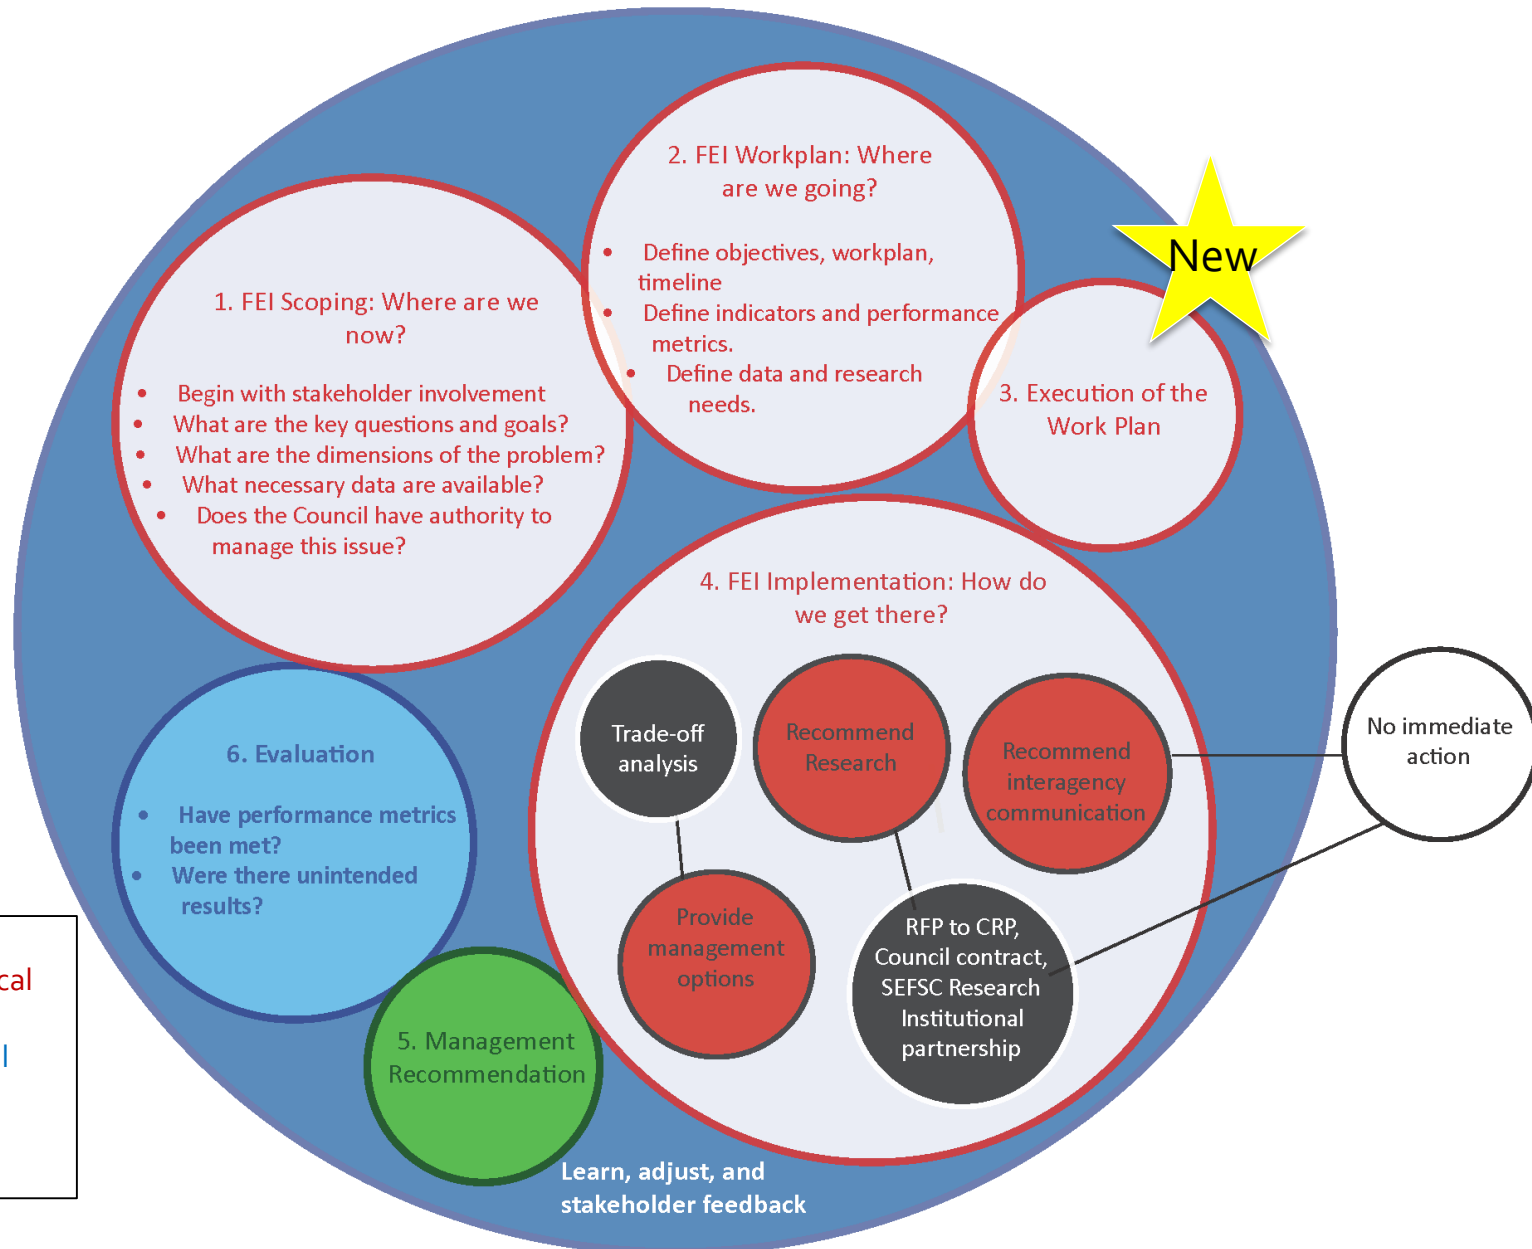 2. FEI Workplan: Where
are we going?
• Define objectives, workplan,
timeline
• Define indicators and performance
metrics.
• Define data and research
needs.
New
1. FEI Scoping: Where are we
now?
• Begin with stakeholder involvement
• What are the key questions and goals?
• What are the dimensions of the problem?
• What necessary data are available?
• Does the Council have authority to
manage this issue?
3. Execution of the
Work Plan
4. FEI Implementation: How do
we get there?
Trade-off
analysis
Recommend
Research
Recommend
interagency
communication
No immediate
action
Provide
management
options
RFP to CRP,
Council contract,
SEFSC Research
Institutional
partnership
6. Evaluation
• Have performance metrics
been met?
• Were there unintended
results?
5. Management
Recommendation
Learn, adjust, and
stakeholder feedback